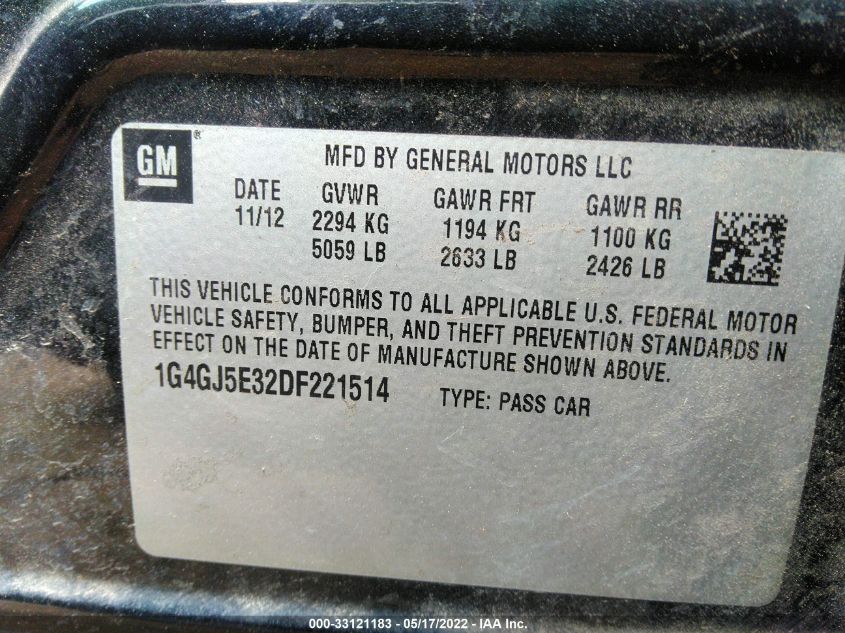 GM®
MFD BY GENERAL MOTORS LLC
DATE GVWR GAWR FRT GAWR RR
11/12 2294 KG 1194 KG 1100 KG
5059 LB 2633 LB 2426 LB
THIS VEHICLE CONFORMS TO ALL APPLICABLE U.S. FEDERAL MOTOR
VEHICLE SAFETY, BUMPER, AND THEFT PREVENTION STANDARDS IN
EFFECT ON THE DATE OF MANUFACTURE SHOWN ABOVE.
1G4GJ5E32DF221514 TYPE: PASS CAR
000-33121183 - 05/17/2022 - IAA Inc.